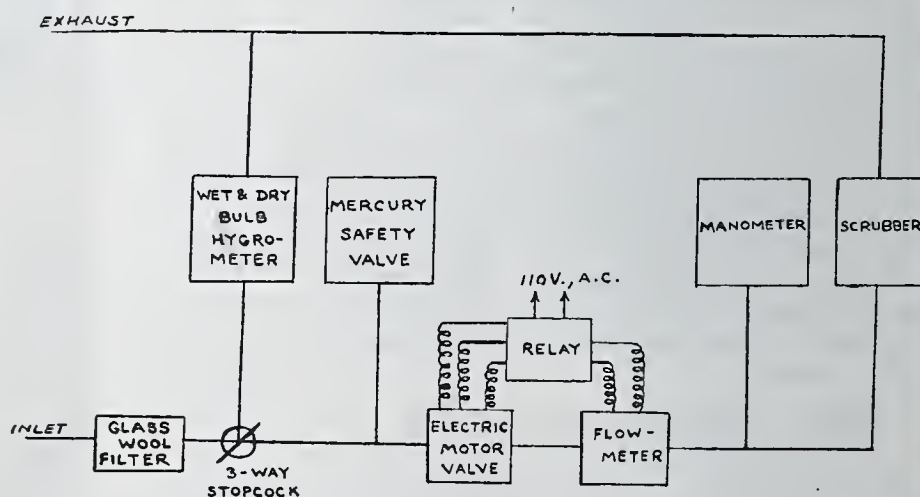 EXHAUST
WET & DRY
BULB
HYGRO-
METER
MERCURY
SAFETY
VALVE
MANOMETER
SCRUBBER
110V., A.C.
RELAY
INLET
GLASS
WOOL
FILTER
3-WAY
STOPCOCK
ELECTRIC
MOTOR
VALVE
FLOW-
METER